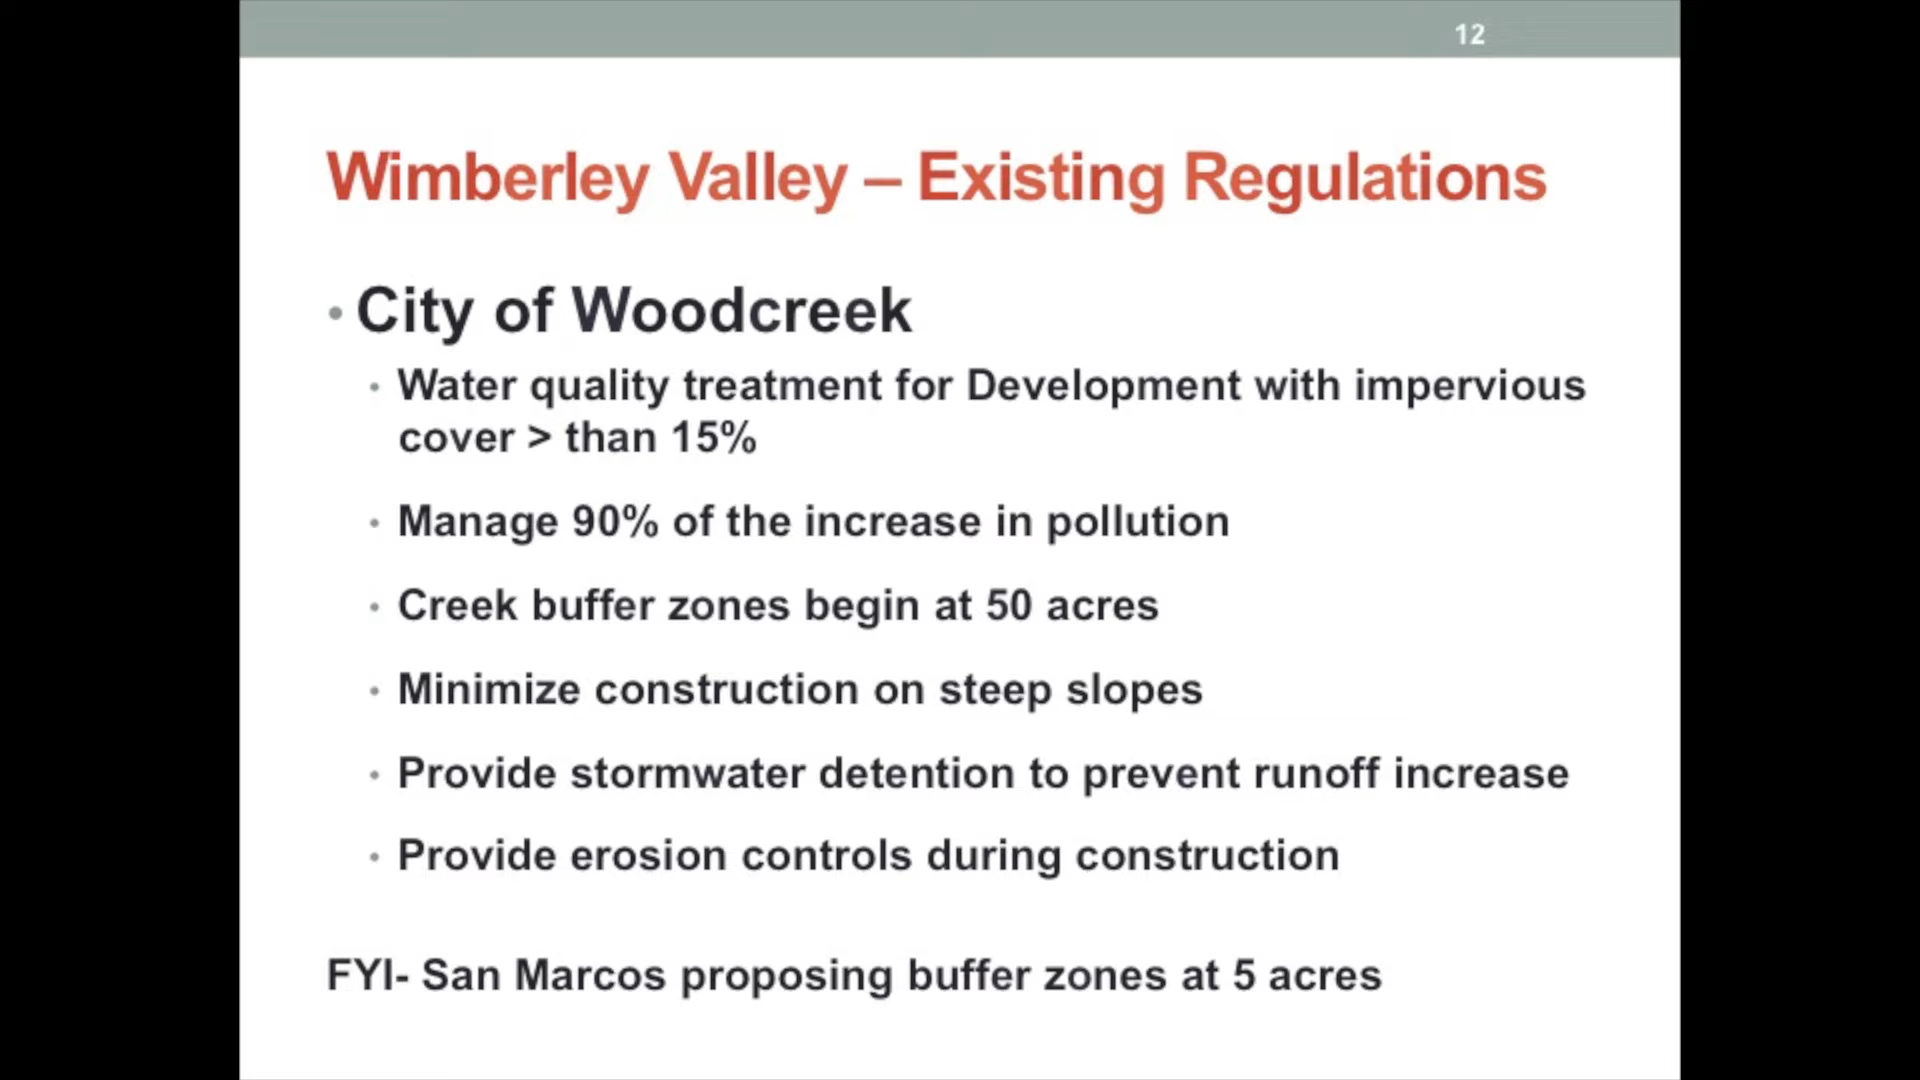 12
Wimberley Valley – Existing Regulations
• City of Woodcreek
• Water quality treatment for Development with impervious
cover > than 15%
• Manage 90% of the increase in pollution
• Creek buffer zones begin at 50 acres
• Minimize construction on steep slopes
• Provide stormwater detention to prevent runoff increase
• Provide erosion controls during construction
FYI- San Marcos proposing buffer zones at 5 acres